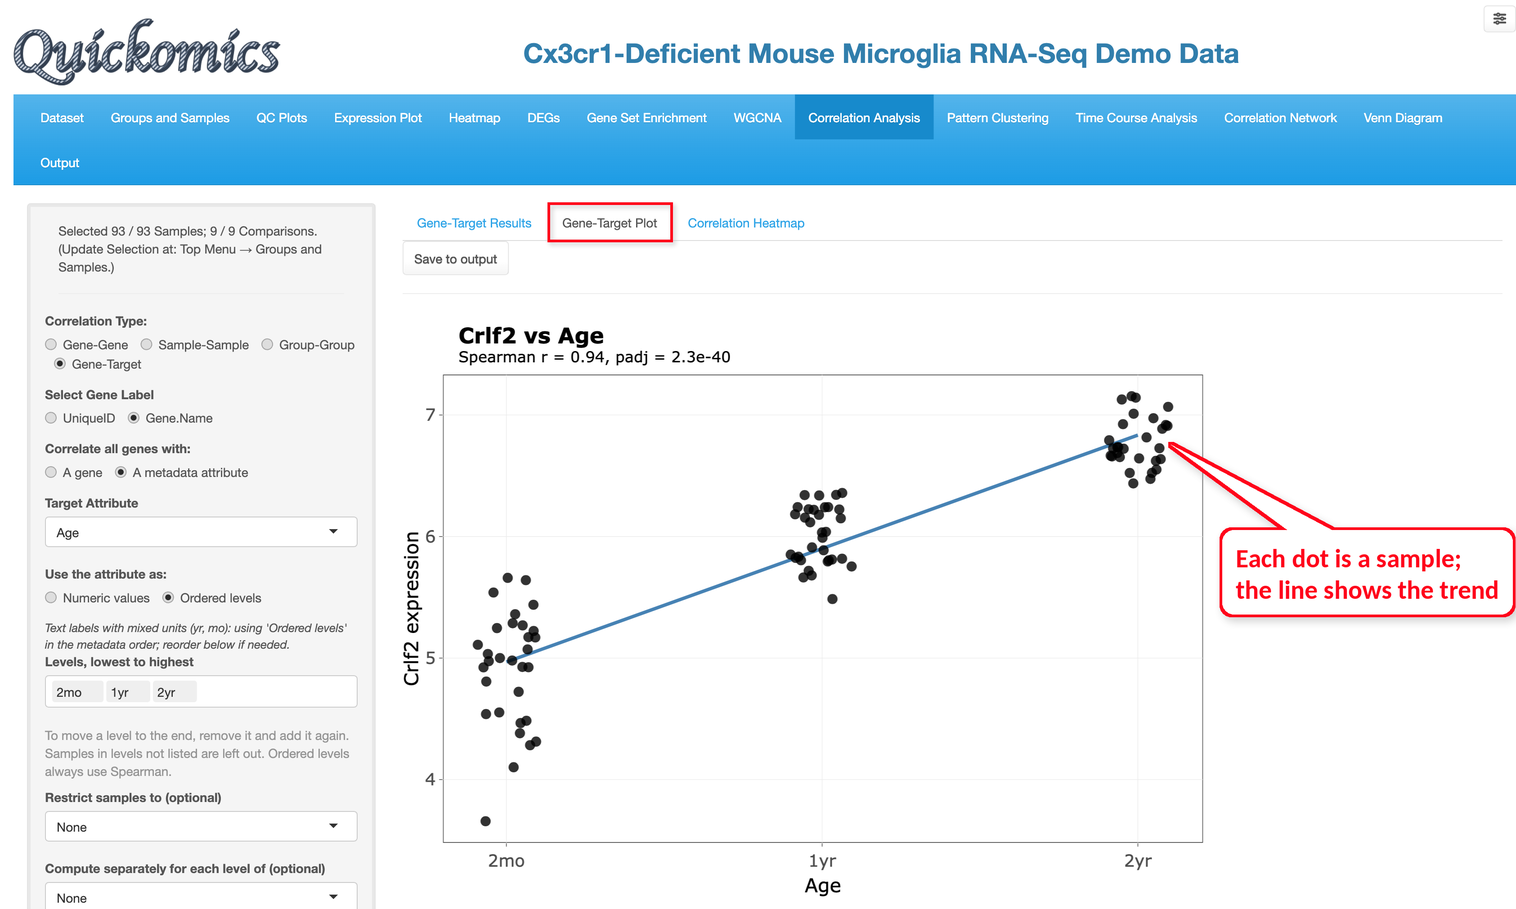 Quickomics
Cx3cr1-Deficient Mouse Microglia RNA-Seq Demo Data
Dataset Groups and Samples QC Plots Expression Plot Heatmap DEGs Gene Set Enrichment WGCNA Correlation Analysis Pattern Clustering Time Course Analysis Correlation Network Venn Diagram
Output
Selected 93 / 93 Samples; 9 / 9 Comparisons.
(Update Selection at: Top Menu → Groups and
Samples.)
Correlation Type:
Gene-Gene Sample-Sample Group-Group
Gene-Target
Select Gene Label
UniqueID Gene.Name
Correlate all genes with:
A gene A metadata attribute
Target Attribute
Age
Use the attribute as:
Numeric values Ordered levels
Text labels with mixed units (yr, mo): using 'Ordered levels'
in the metadata order; reorder below if needed.
Levels, lowest to highest
2mo 1yr 2yr
To move a level to the end, remove it and add it again.
Samples in levels not listed are left out. Ordered levels
always use Spearman.
Restrict samples to (optional)
None
Compute separately for each level of (optional)
None
Gene-Target Results Gene-Target Plot Correlation Heatmap
Save to output
Crlf2 vs Age
Spearman r = 0.94, padj = 2.3e-40
Crlf2 expression
7
6
5
4
2mo 1yr 2yr
Age
Each dot is a sample;
the line shows the trend